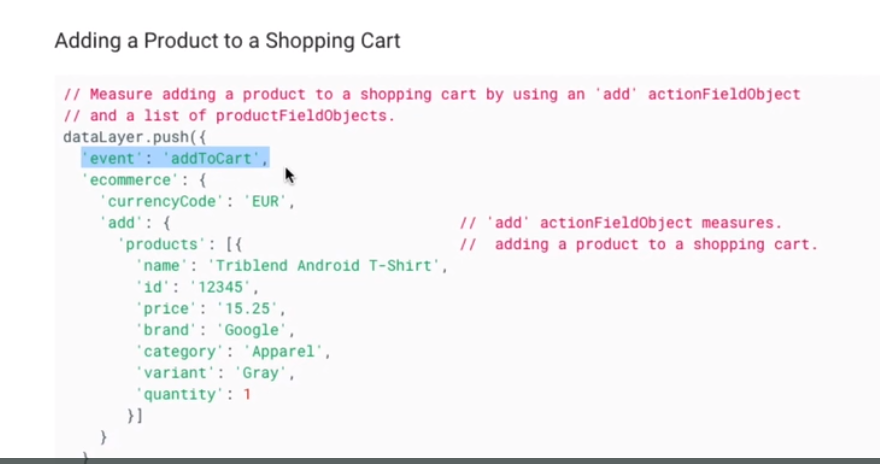 Adding a Product to a Shopping Cart
// Measure adding a product to a shopping cart by using an 'add' actionFieldObject
// and a list of productFieldObjects.
dataLayer.push({
  'event': 'addToCart',
  'ecommerce': {
    'currencyCode': 'EUR',
    'add': {                                // 'add' actionFieldObject measures.
      'products': [{                        //  adding a product to a shopping cart.
        'name': 'Triblend Android T-Shirt',
        'id': '12345',
        'price': '15.25',
        'brand': 'Google',
        'category': 'Apparel',
        'variant': 'Gray',
        'quantity': 1
       }]
    }
  }